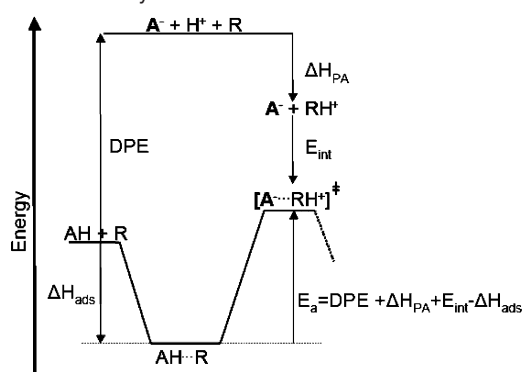 A⁻ + H⁺ + R
ΔH_PA
A⁻ + RH⁺
DPE
E_int
[A⁻···RH⁺]‡
Energy
AH + R
ΔH_ads
E_a=DPE +ΔH_PA+E_int-ΔH_ads
AH··R